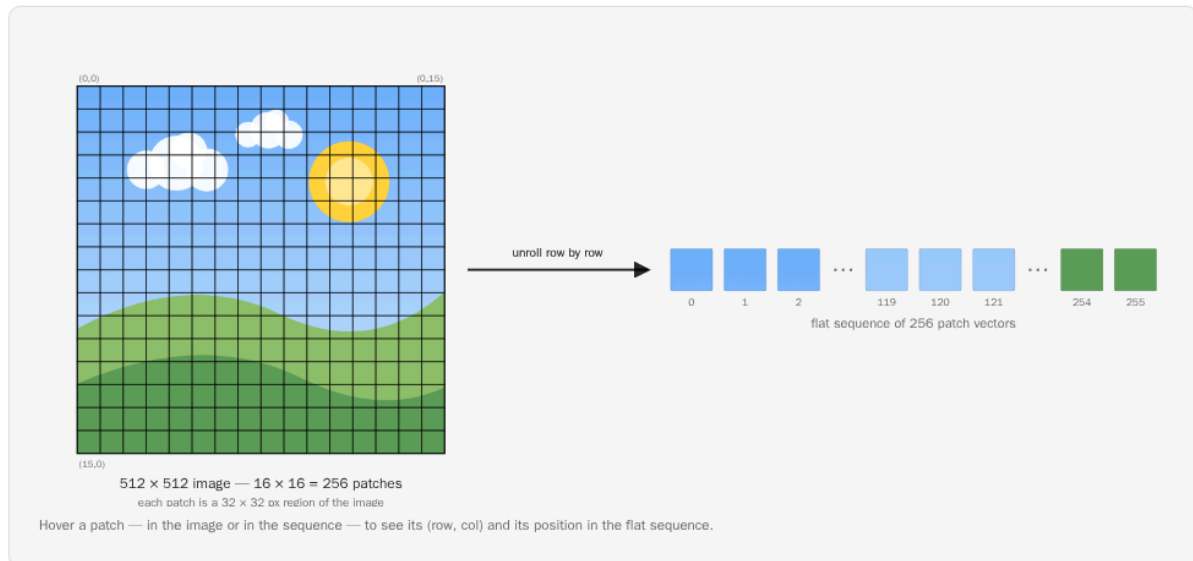 (0,0) (0,15)
unroll row by row
0 1 2 ... 119 120 121 ... 254 255
flat sequence of 256 patch vectors
(15,0)
512 × 512 image — 16 × 16 = 256 patches
each patch is a 32 × 32 px region of the image
Hover a patch — in the image or in the sequence — to see its (row, col) and its position in the flat sequence.